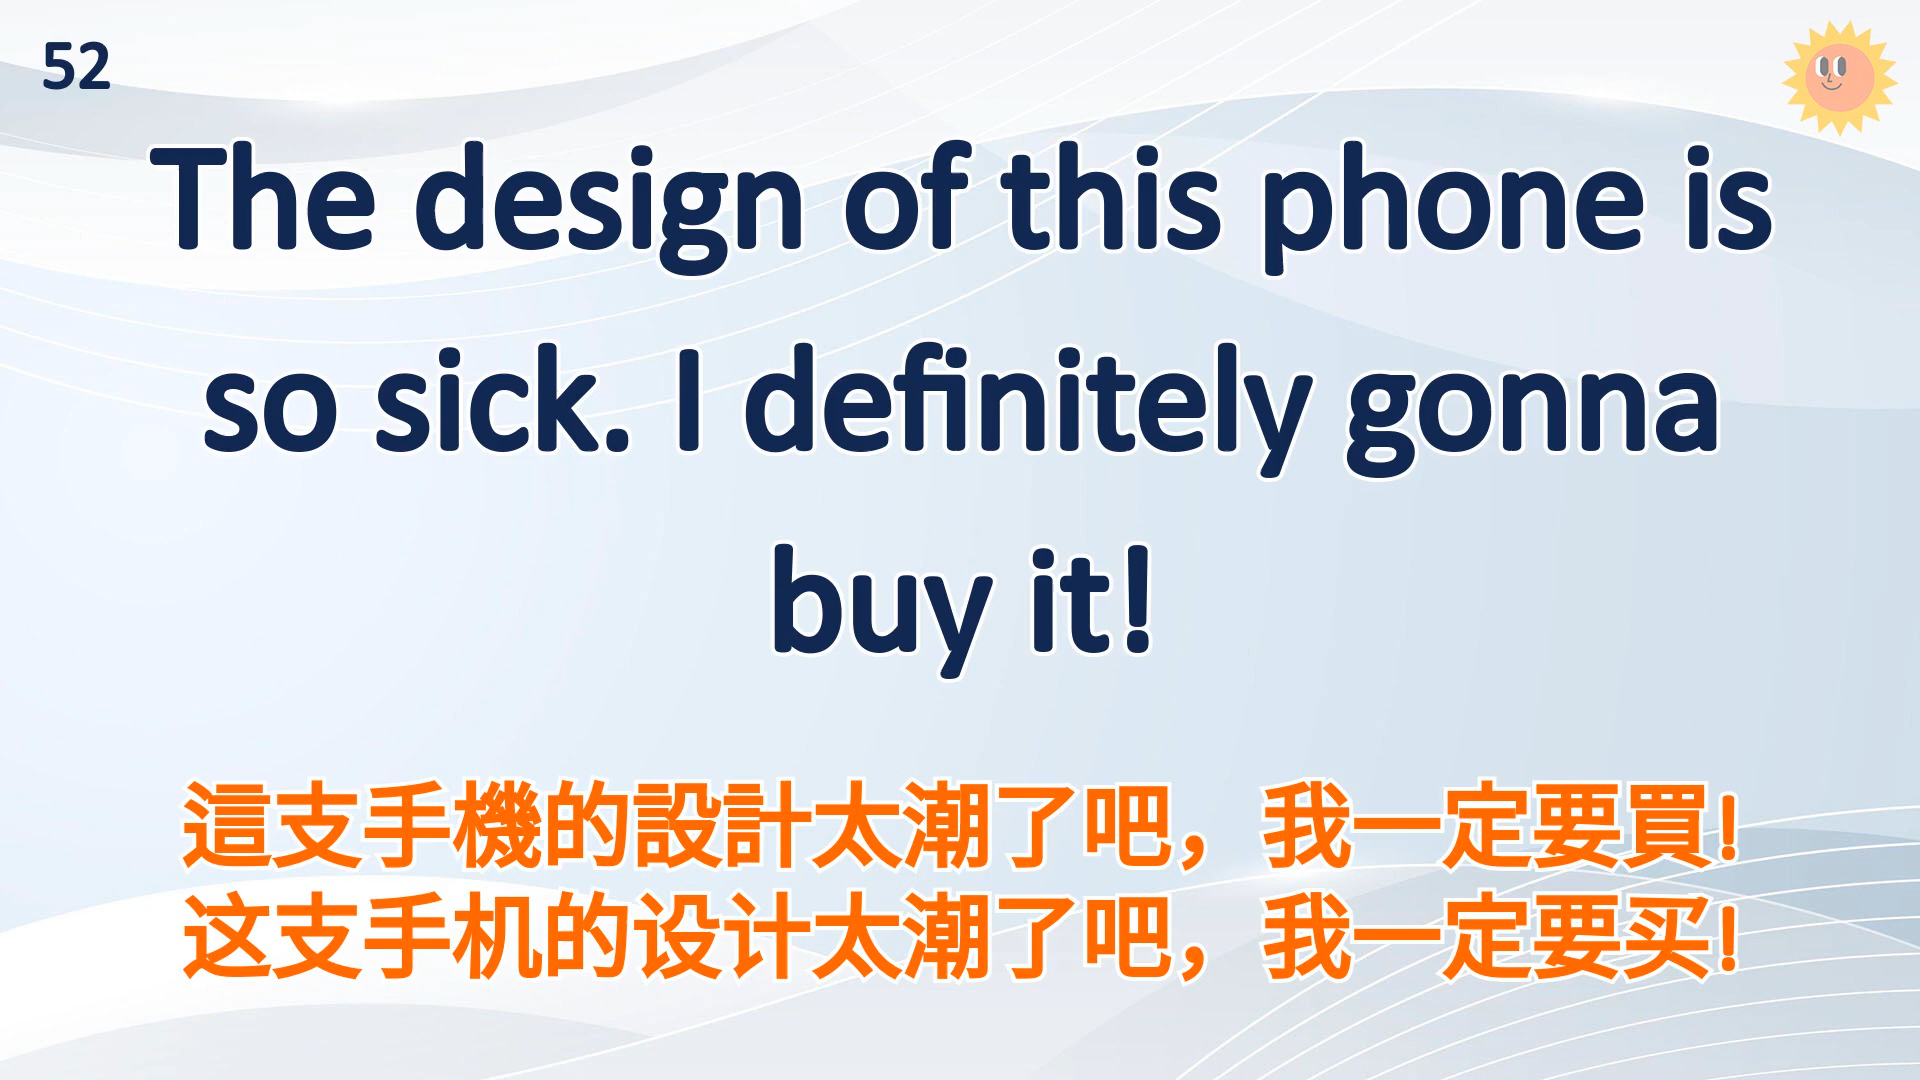 52
The design of this phone is
so sick. I definitely gonna
buy it!
這支手機的設計太潮了吧，我一定要買!
这支手机的设计太潮了吧，我一定要买!